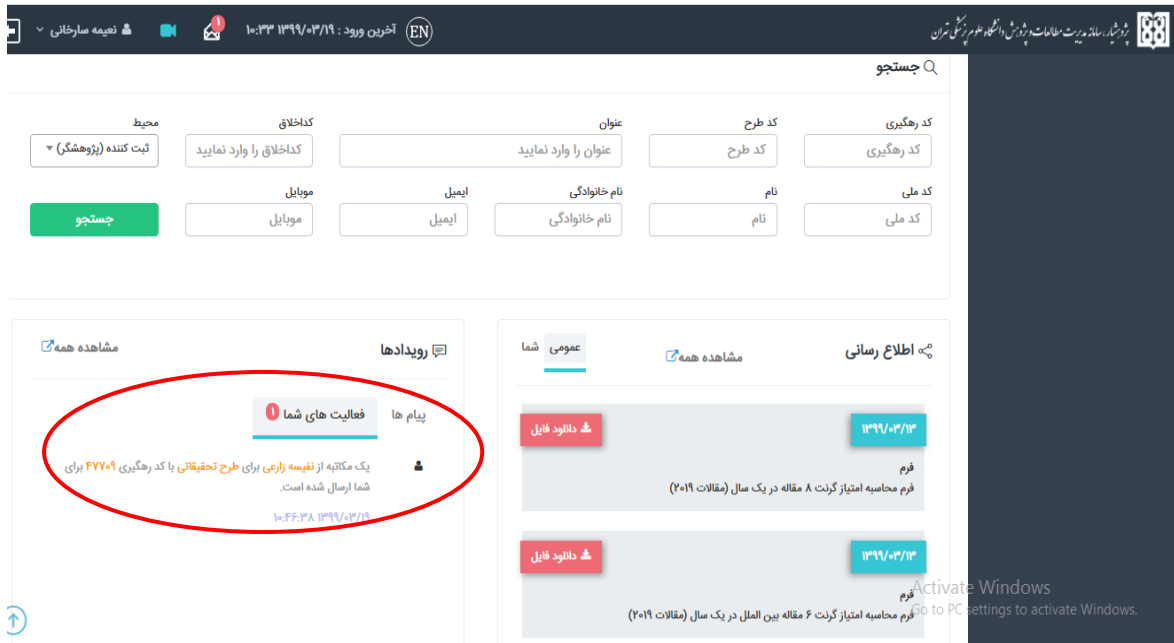 پژوهشیار، سامانه مدیریت مطالعات و پژوهش دانشگاه علوم پزشکی تهران
EN آخرین ورود : ۱۳۹۹/۰۳/۱۹ ۱۰:۳۳
۱
نعیمه سارخانی
جستجو
کد رهگیری
کد طرح
عنوان
کداخلاق
محیط
کد رهگیری
کد طرح
عنوان را وارد نمایید
کداخلاق را وارد نمایید
ثبت کننده (پژوهشگر)
کد ملی
نام
نام خانوادگی
ایمیل
موبایل
کد ملی
نام
نام خانوادگی
ایمیل
موبایل
جستجو
اطلاع رسانی
مشاهده همه
عمومی
شما
۱۳۹۹/۰۳/۱۳
دانلود فایل
فرم
فرم محاسبه امتیاز گرنت ۸ مقاله در یک سال (مقالات ۲۰۱۹)
۱۳۹۹/۰۳/۱۳
دانلود فایل
فرم
فرم محاسبه امتیاز گرنت ۶ مقاله بین الملل در یک سال (مقالات ۲۰۱۹)
رویدادها
مشاهده همه
پیام ها
فعالیت های شما ۱
یک مکاتبه از نفیسه زارعی برای طرح تحقیقاتی با کد رهگیری ۴۷۷۰۹ برای
شما ارسال شده است.
۱۳۹۹/۰۳/۱۹ ۱۰:۴۶:۳۸
Activate Windows
Go to PC settings to activate Windows.